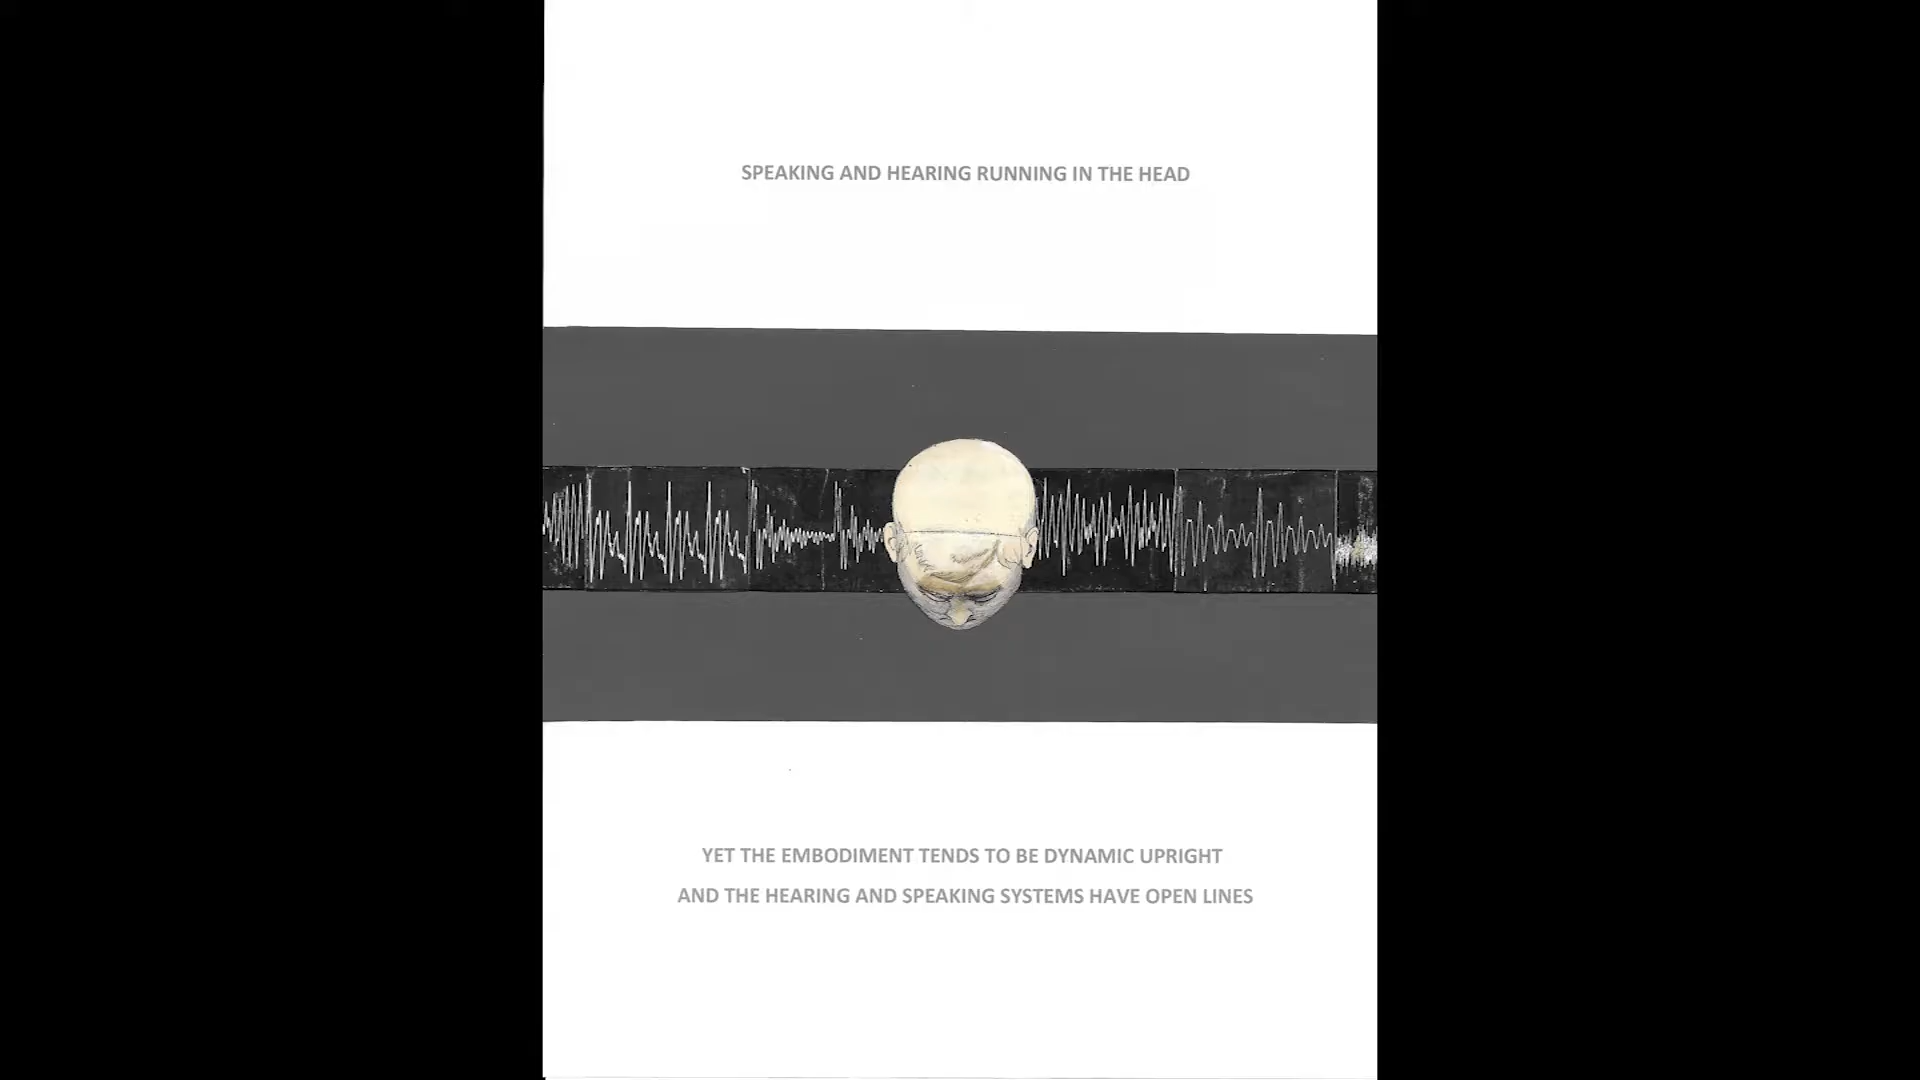 SPEAKING AND HEARING RUNNING IN THE HEAD
YET THE EMBODIMENT TENDS TO BE DYNAMIC UPRIGHT
AND THE HEARING AND SPEAKING SYSTEMS HAVE OPEN LINES